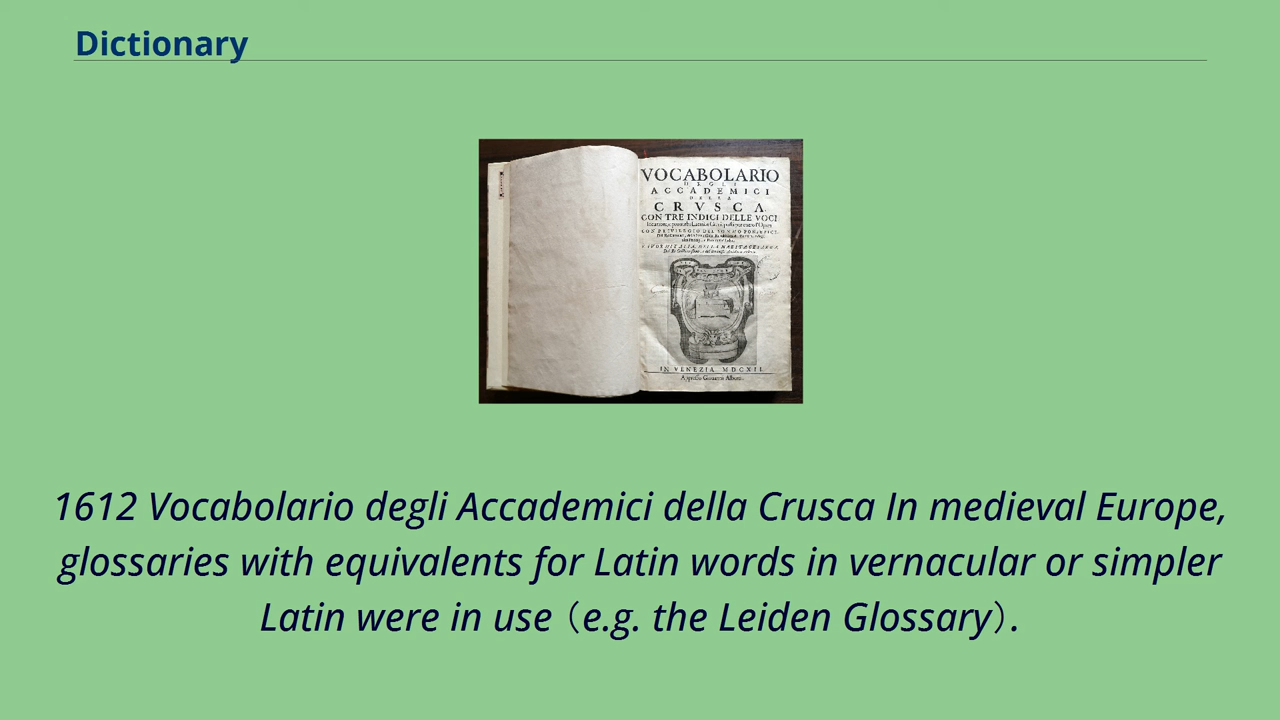 Dictionary
VOCABOLARIO
DEGLI
ACCADEMICI
DELLA
CRVSCA
CON TRE INDICI DELLE VOCI
IN VENEZIA, MDCXII.
1612 Vocabolario degli Accademici della Crusca In medieval Europe,
glossaries with equivalents for Latin words in vernacular or simpler
Latin were in use（e.g. the Leiden Glossary）.